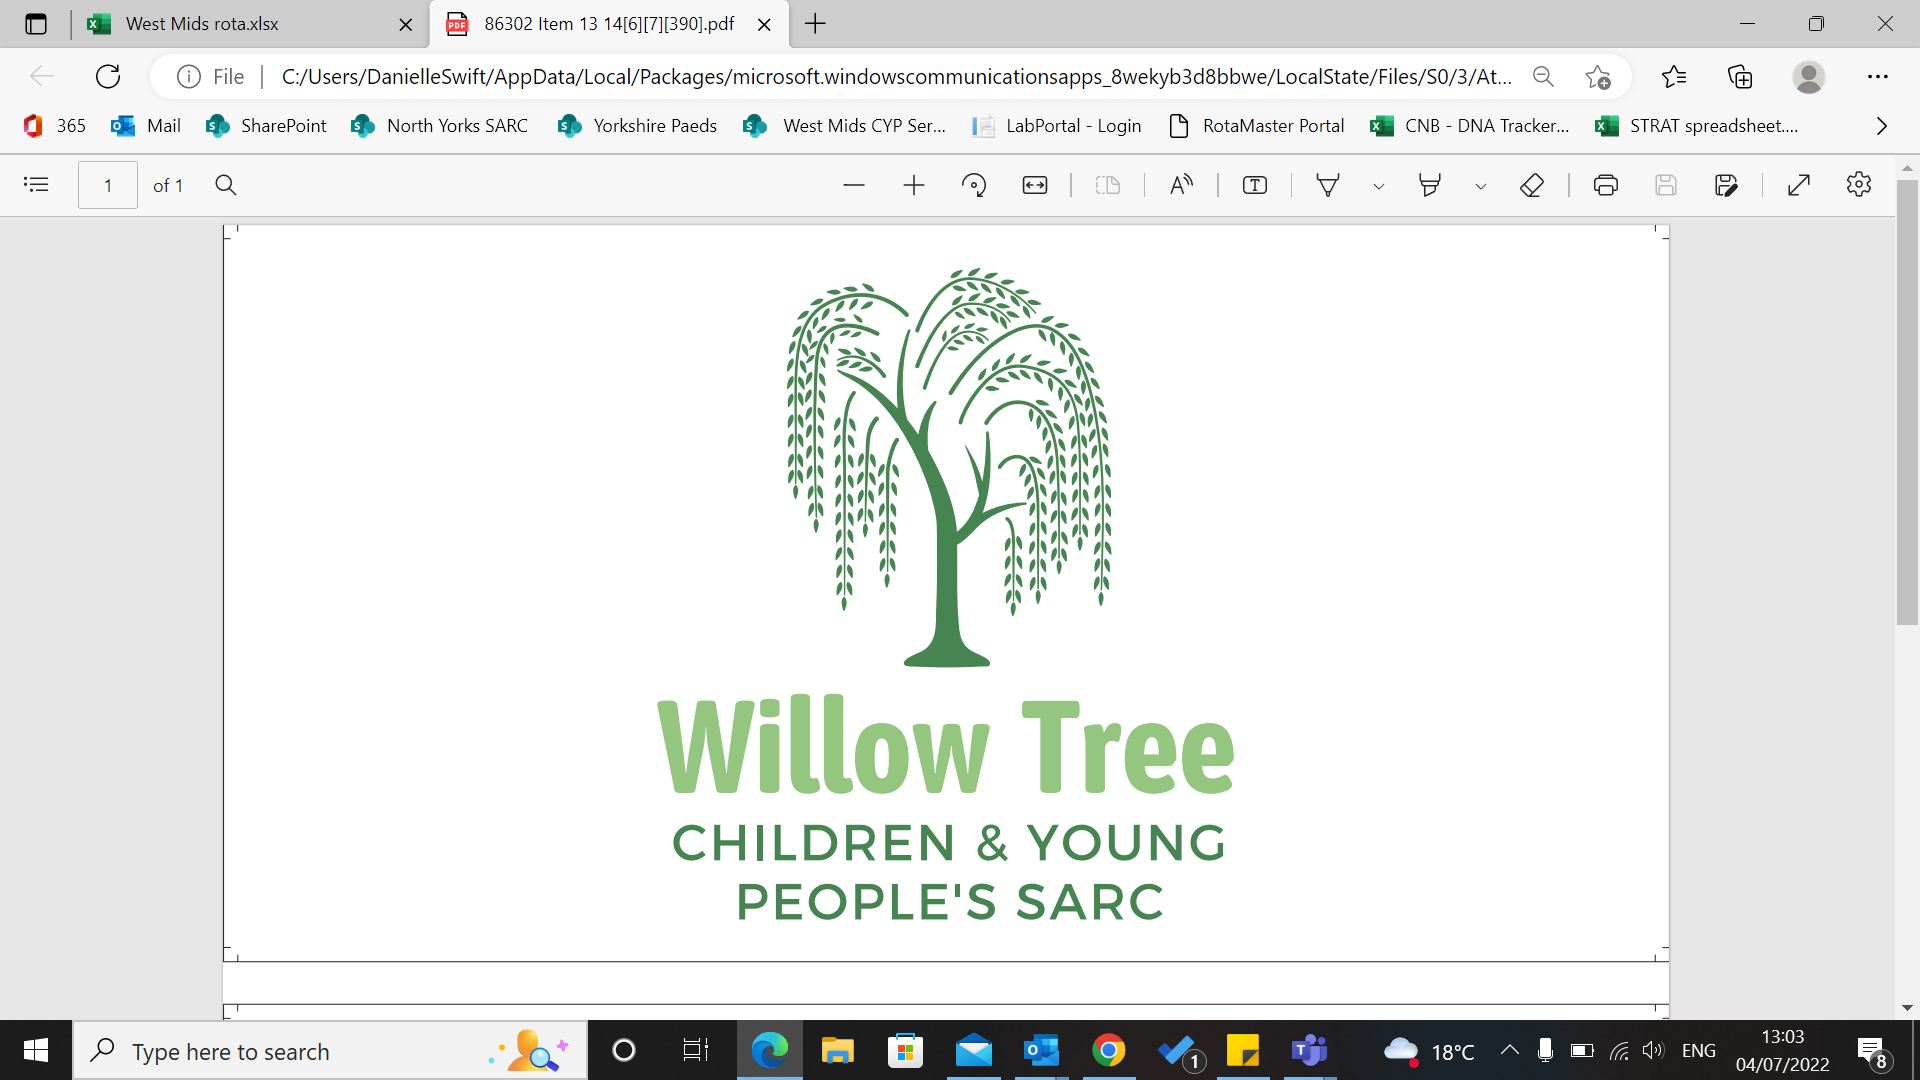 West Mids rota.xlsx
86302 Item 13 14[6][7][390].pdf
File
C:/Users/DanielleSwift/AppData/Local/Packages/microsoft.windowscommunicationsapps_8wekyb3d8bbwe/LocalState/Files/S0/3/At...
365
Mail
SharePoint
North Yorks SARC
Yorkshire Paeds
West Mids CYP Ser...
LabPortal - Login
RotaMaster Portal
CNB - DNA Tracker...
STRAT spreadsheet....
1
of 1
Willow Tree
CHILDREN & YOUNG
PEOPLE'S SARC
Type here to search
1
18°C
ENG
13:03
04/07/2022
8